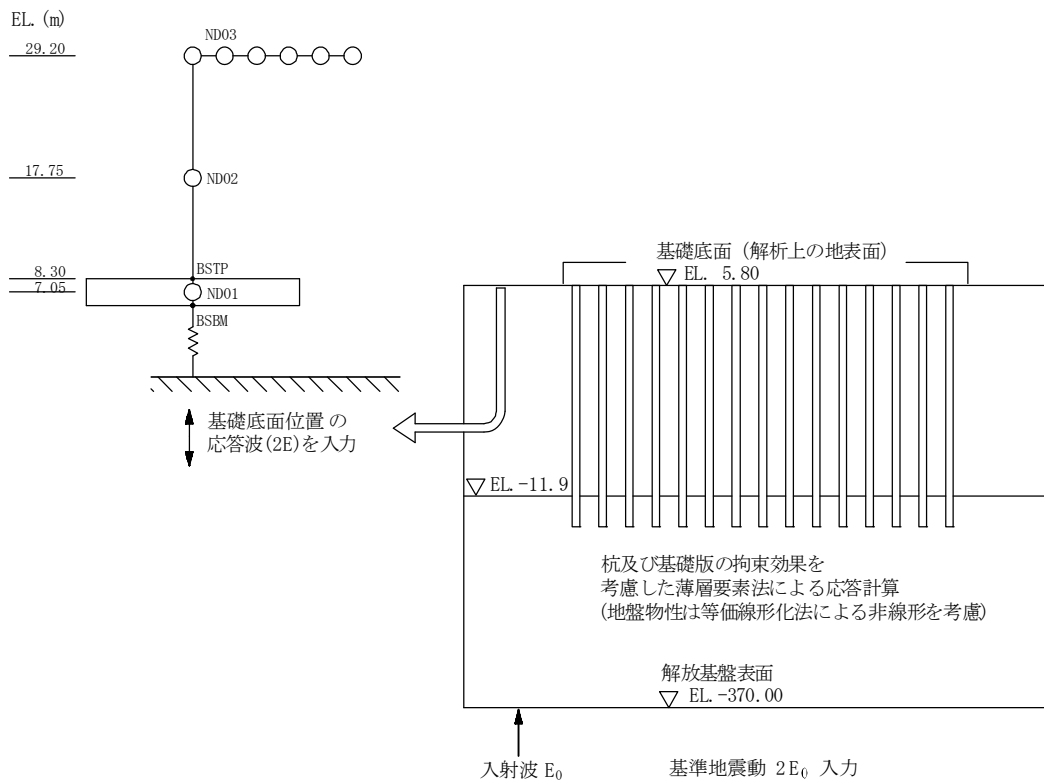 EL.(m)
ND03
29.20
17.75
ND02
8.30
BSTP
7.05
ND01
BSBM
基礎底面位置の
応答波(2E)を入力
基礎底面 (解析上の地表面)
EL. 5.80
EL.-11.9
杭及び基礎版の拘束効果を
考慮した薄層要素法による応答計算
(地盤物性は等価線形化法による非線形を考慮)
解放基盤表面
EL.-370.00
入射波 E₀
基準地震動 2E₀ 入力